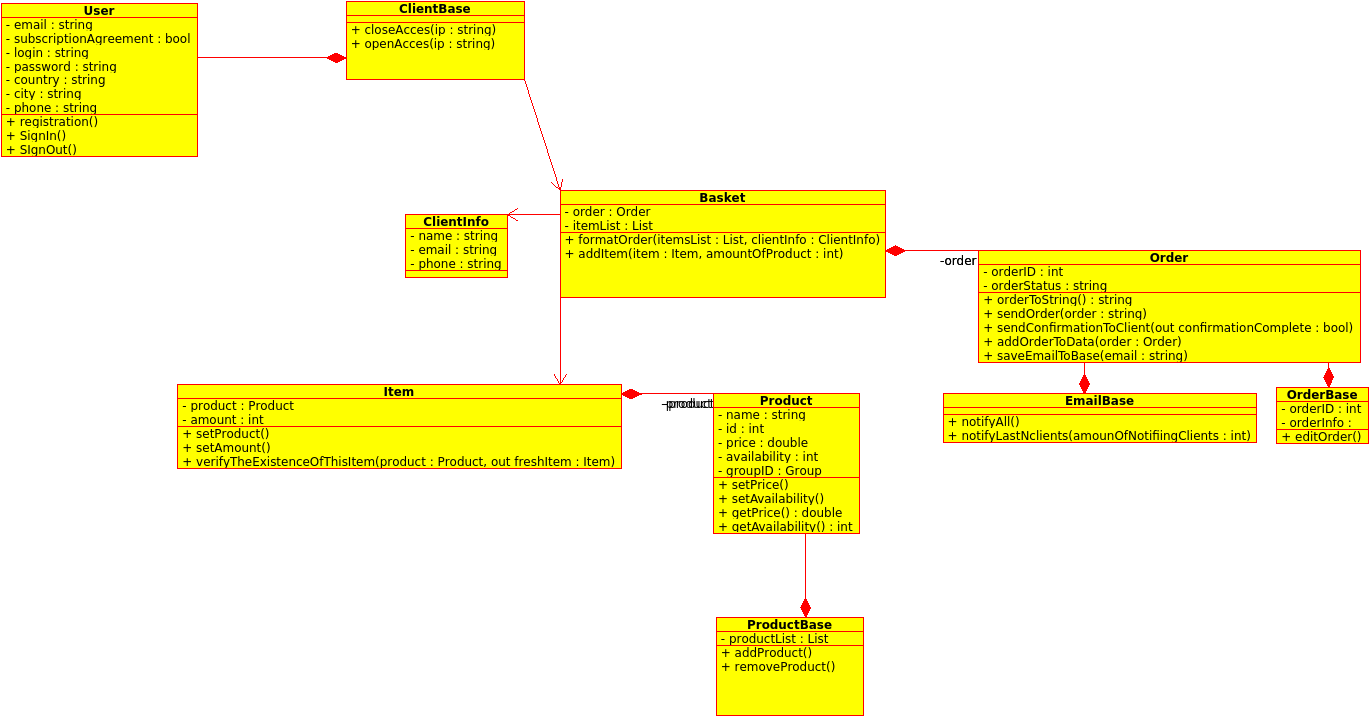 User
- email : string
- subscriptionAgreement : bool
- login : string
- password : string
- country : string
- city : string
- phone : string
+ registration()
+ SignIn()
+ SIgnOut()
ClientBase
+ closeAcces(ip : string)
+ openAcces(ip : string)
ClientInfo
- name : string
- email : string
- phone : string
Basket
- order : Order
- itemList : List
+ formatOrder(itemsList : List, clientInfo : ClientInfo)
+ addItem(item : Item, amountOfProduct : int)
-order
Order
- orderID : int
- orderStatus : string
+ orderToString() : string
+ sendOrder(order : string)
+ sendConfirmationToClient(out confirmationComplete : bool)
+ addOrderToData(order : Order)
+ saveEmailToBase(email : string)
Item
- product : Product
- amount : int
+ setProduct()
+ setAmount()
+ verifyTheExistenceOfThisItem(product : Product, out freshItem : Item)
-product
Product
- name : string
- id : int
- price : double
- availability : int
- groupID : Group
+ setPrice()
+ setAvailability()
+ getPrice() : double
+ getAvailability() : int
EmailBase
+ notifyAll()
+ notifyLastNclients(amounOfNotifiingClients : int)
OrderBase
- orderID : int
- orderInfo :
+ editOrder()
ProductBase
- productList : List
+ addProduct()
+ removeProduct()